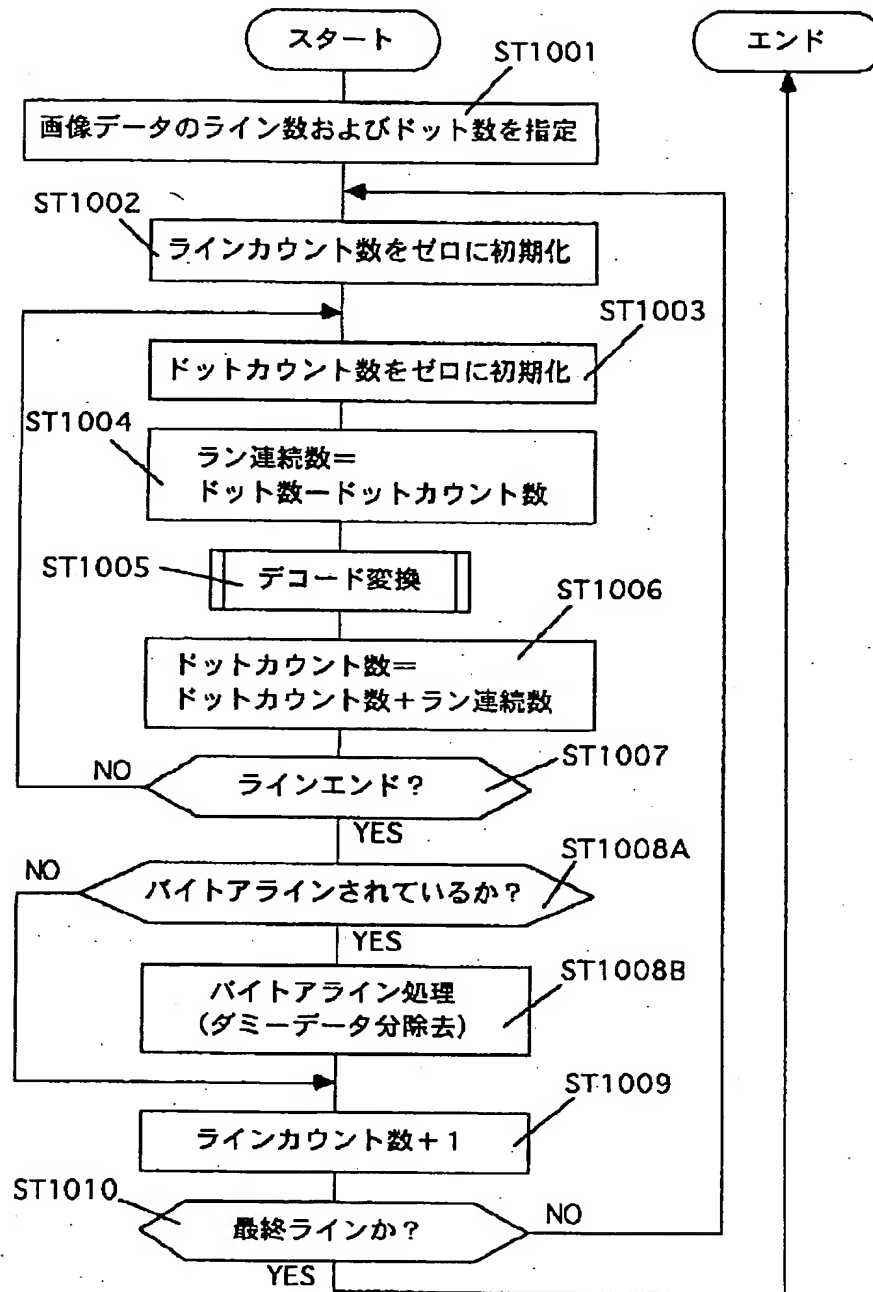 スタート
エンド
ST1001
画像データのライン数およびドット数を指定
ST1002
ラインカウント数をゼロに初期化
ST1003
ドットカウント数をゼロに初期化
ST1004
ラン連続数＝
ドット数ードットカウント数
ST1005
デコード変換
ST1006
ドットカウント数＝
ドットカウント数＋ラン連続数
ST1007
NO
ラインエンド？
YES
ST1008A
NO
バイトアラインされているか？
YES
ST1008B
バイトアライン処理
（ダミーデータ分除去）
ST1009
ラインカウント数＋1
ST1010
最終ラインか？
NO
YES